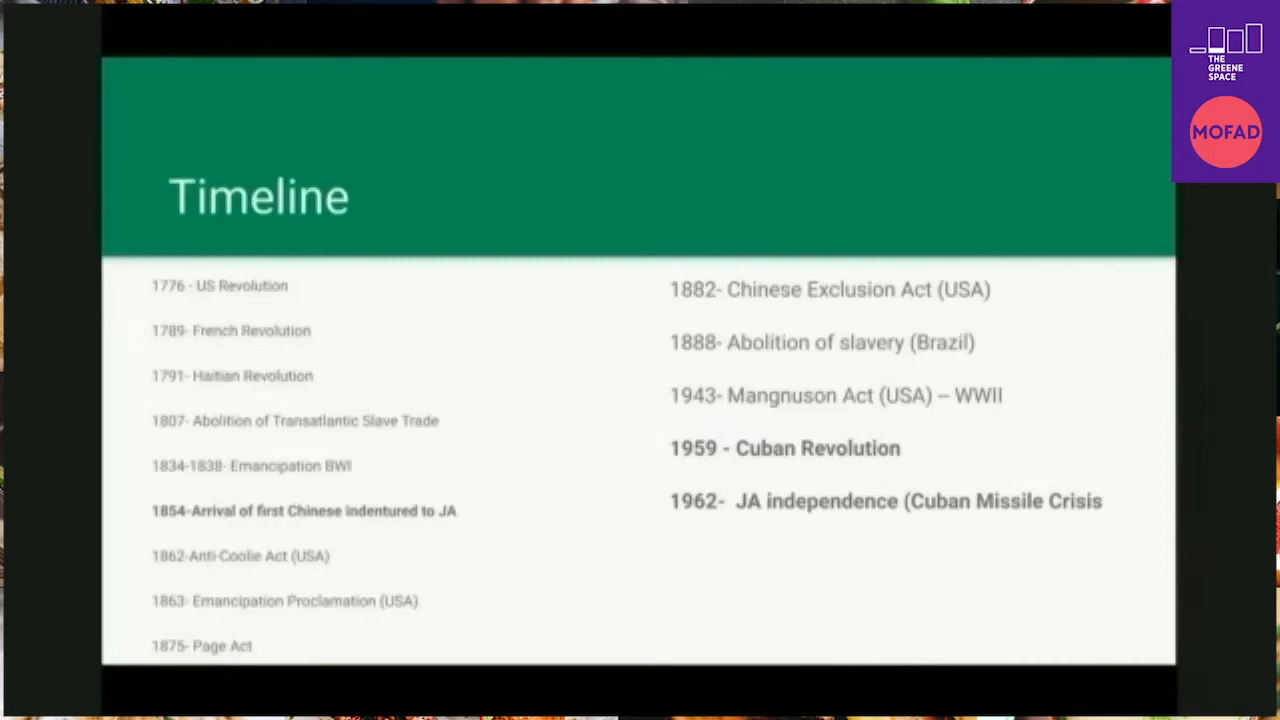 Timeline
1776 - US Revolution
1789- French Revolution
1791- Haitian Revolution
1807- Abolition of Transatlantic Slave Trade
1834-1838- Emancipation BWI
1854-Arrival of first Chinese indentured to JA
1862-Anti-Coolie Act (USA)
1863- Emancipation Proclamation (USA)
1875- Page Act
1882- Chinese Exclusion Act (USA)
1888- Abolition of slavery (Brazil)
1943- Mangnuson Act (USA) – WWII
1959 - Cuban Revolution
1962-  JA independence (Cuban Missile Crisis
THE
GREENE
SPACE
MOFAD